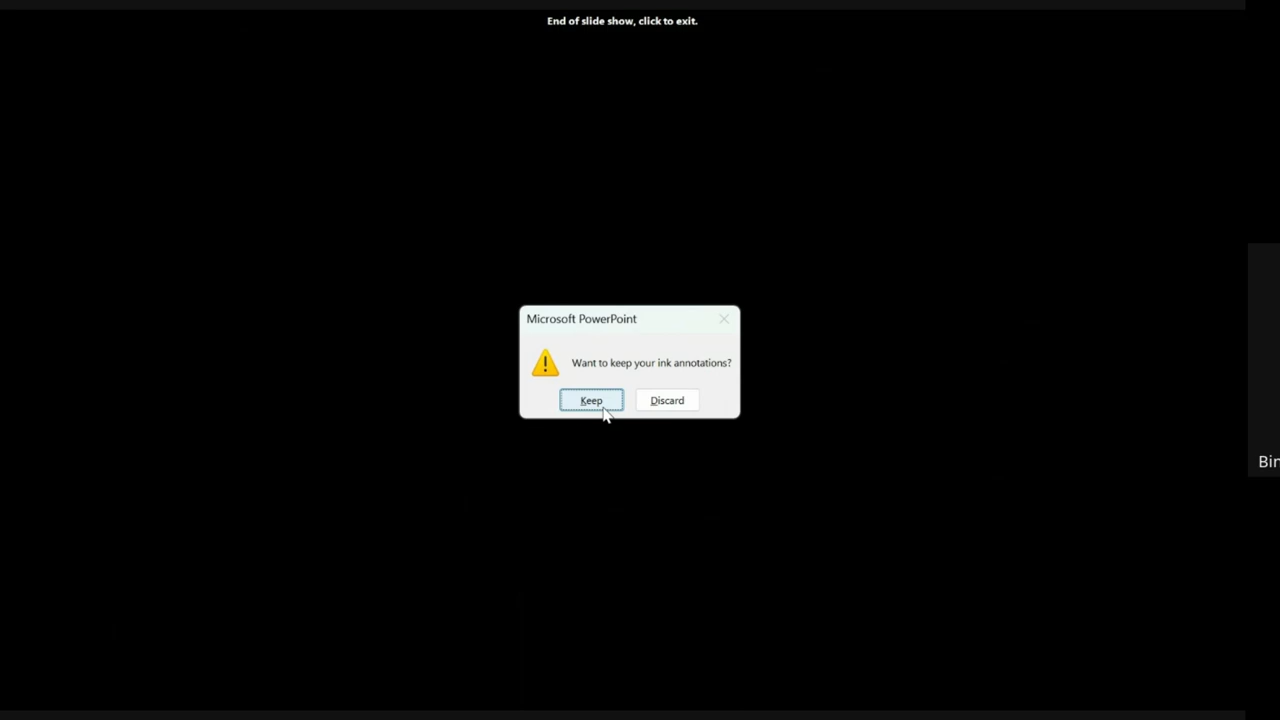 End of slide show, click to exit.
Microsoft PowerPoint
Want to keep your ink annotations?
Keep
Discard